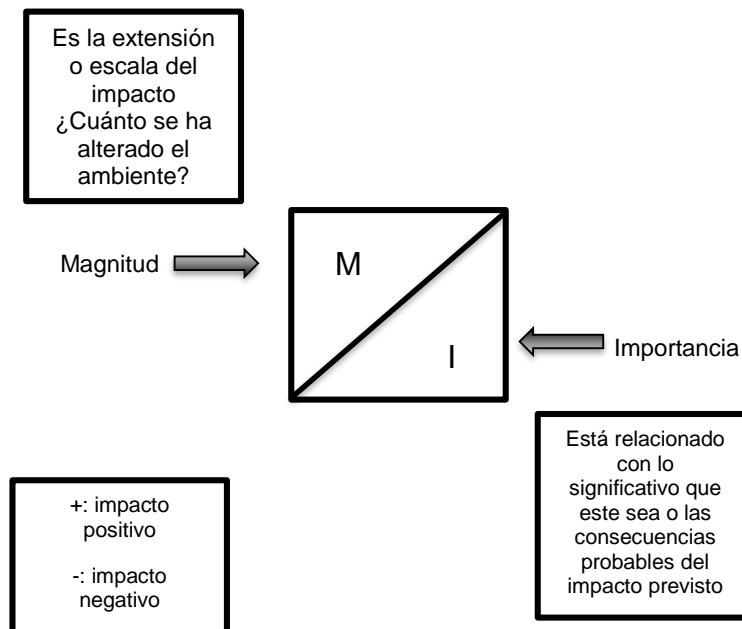 Es la extensión
o escala del
impacto
¿Cuánto se ha
alterado el
ambiente?
Magnitud
M
I
Importancia
Está relacionado
con lo
significativo que
este sea o las
consecuencias
probables del
impacto previsto
+: impacto
positivo
-: impacto
negativo